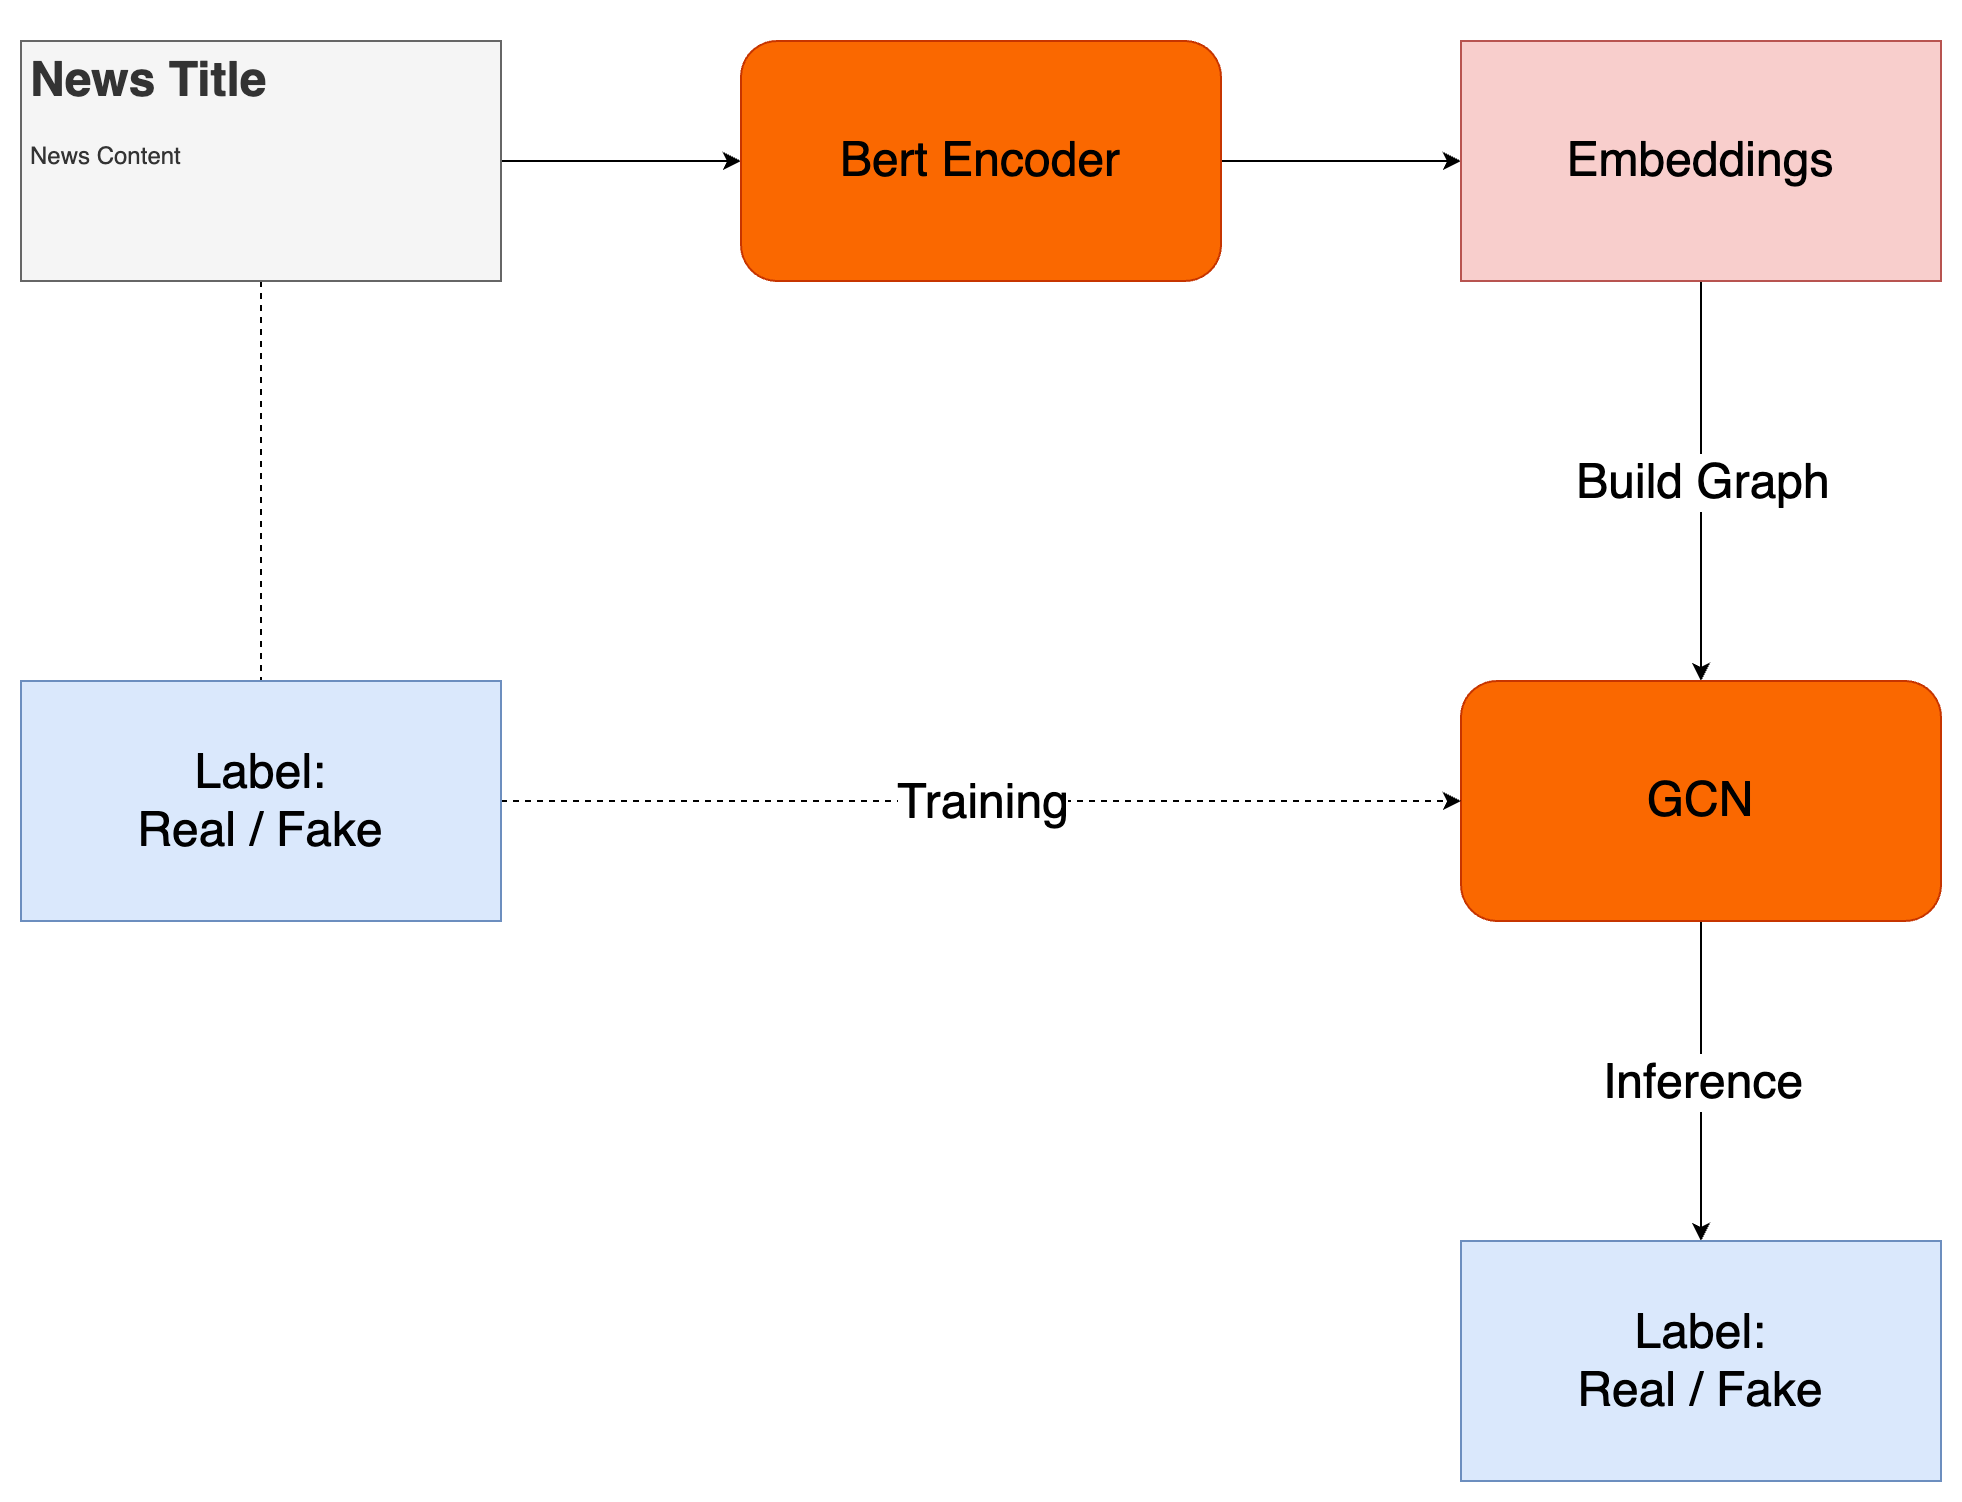 News Title
News Content
Bert Encoder
Embeddings
Build Graph
Label:
Real / Fake
Training
GCN
Inference
Label:
Real / Fake